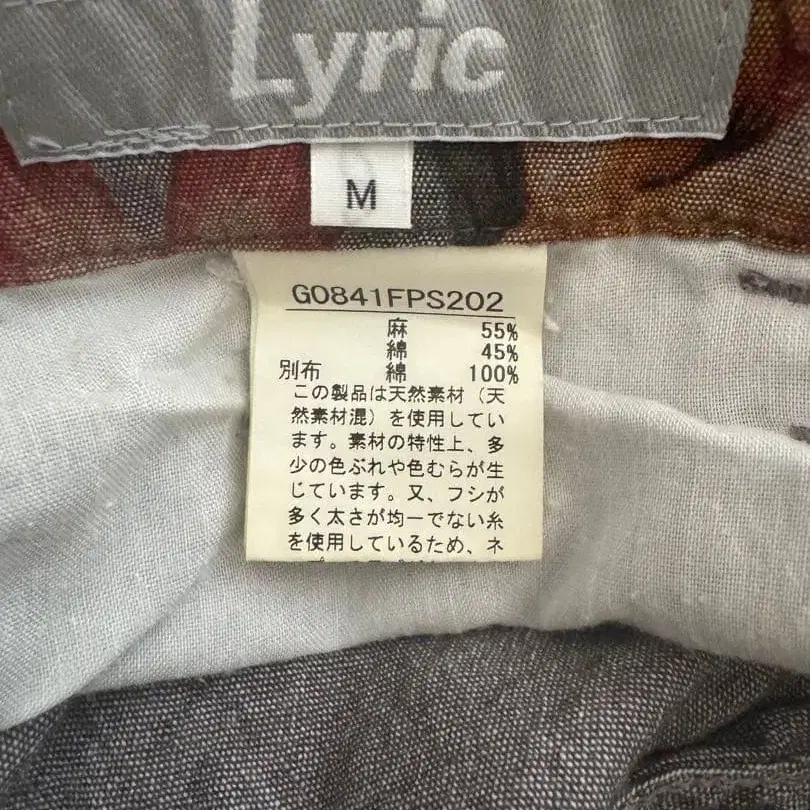 Lyric
M
G0841FPS202
麻 55%
綿 45%
別布 綿 100%
この製品は天然素材（天
然素材混）を使用してい
ます。素材の特性上、多
少の色ぶれや色むらが生
じています。又、フシが
多く太さが均一でない糸
を使用しているため、ネ